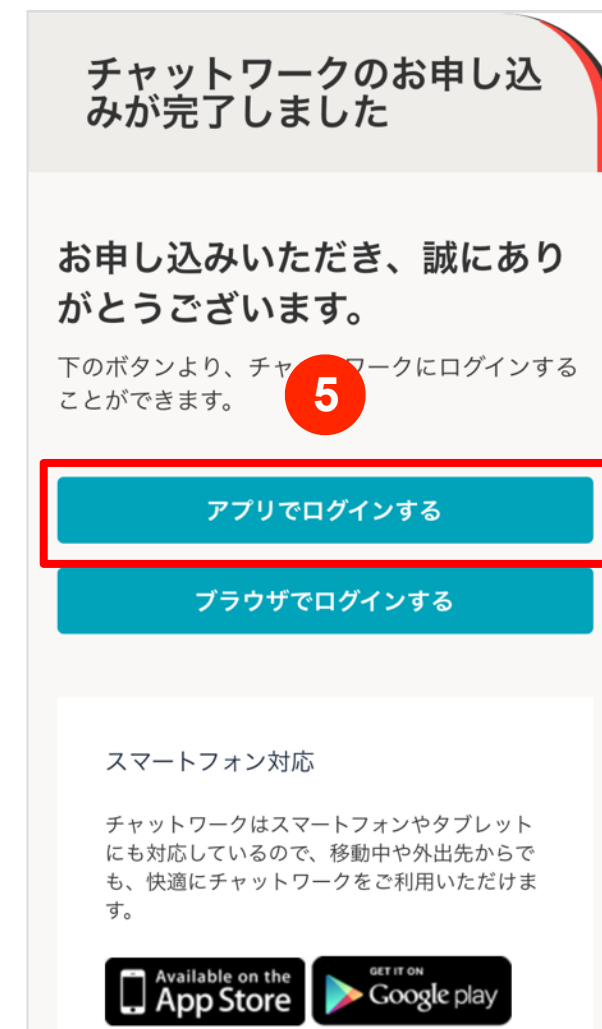 チャットワークのお申し込
みが完了しました
お申し込みいただき、誠にあり
がとうございます。
下のボタンより、チャ ワークにログインする
ことができます。
5
アプリでログインする
ブラウザでログインする
スマートフォン対応
チャットワークはスマートフォンやタブレット
にも対応しているので、移動中や外出先からで
も、快適にチャットワークをご利用いただけま
す。
Available on the
App Store
GET IT ON
Google play